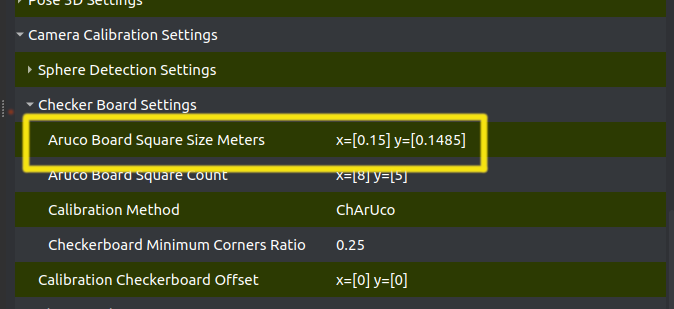 Pose 3D Settings
Camera Calibration Settings
Sphere Detection Settings
Checker Board Settings
Aruco Board Square Size Meters x=[0.15] y=[0.1485]
Aruco Board Square Count x=[8] y=[5]
Calibration Method ChArUco
Checkerboard Minimum Corners Ratio 0.25
Calibration Checkerboard Offset x=[0] y=[0]